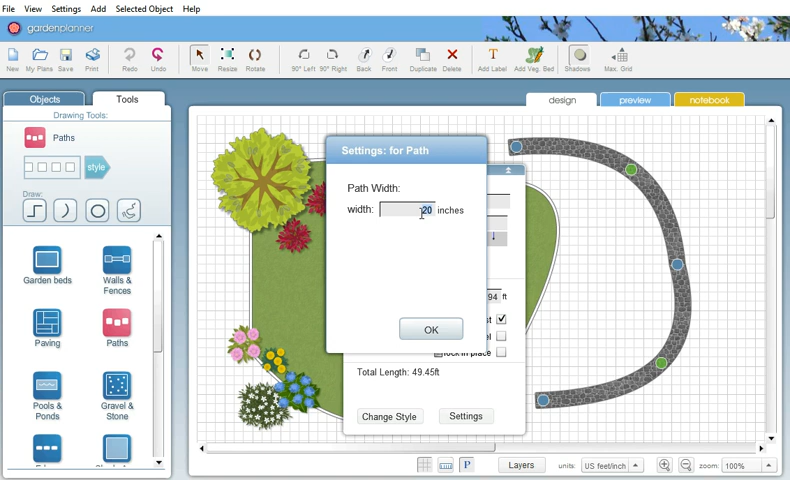 File View Settings Add Selected Object Help
gardenplanner
New My Plans Save Print Redo Undo Move Resize Rotate 90° Left 90° Right Back Front Duplicate Delete Add Label Add Veg. Bed Shadows Max. Grid
T
Objects Tools design preview notebook
Drawing Tools:
Paths
style
Draw:
Garden beds Walls & Fences
Paving Paths
Pools & Ponds Gravel & Stone
Settings: for Path
Path Width:
width: 20 inches
OK
94 ft
lock in place
Total Length: 49.45ft
Change Style Settings
P Layers units: US feet/inch zoom: 100%